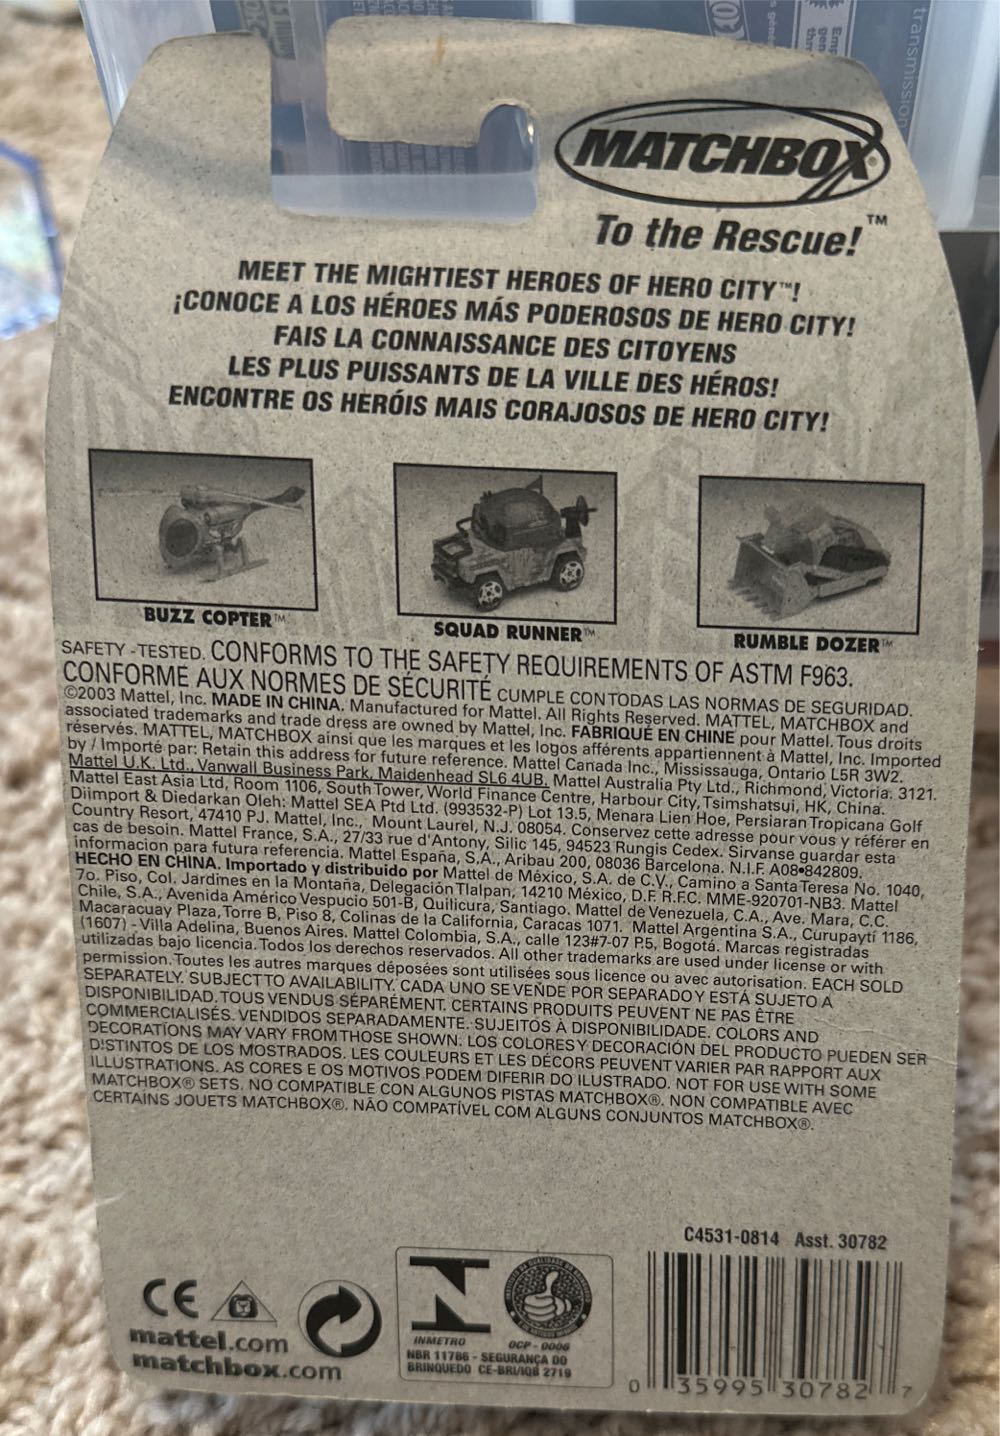 MATCHBOX®
To the Rescue!™
MEET THE MIGHTIEST HEROES OF HERO CITY™!
¡CONOCE A LOS HÉROES MÁS PODEROSOS DE HERO CITY!
FAIS LA CONNAISSANCE DES CITOYENS
LES PLUS PUISSANTS DE LA VILLE DES HÉROS!
ENCONTRE OS HERÓIS MAIS CORAJOSOS DE HERO CITY!
BUZZ COPTER™
SQUAD RUNNER™
RUMBLE DOZER™
SAFETY-TESTED. CONFORMS TO THE SAFETY REQUIREMENTS OF ASTM F963.
CONFORME AUX NORMES DE SÉCURITÉ CUMPLE CON TODAS LAS NORMAS DE SEGURIDAD.
©2003 Mattel, Inc. MADE IN CHINA. Manufactured for Mattel. All Rights Reserved. MATTEL, MATCHBOX and
associated trademarks and trade dress are owned by Mattel, Inc. FABRIQUÉ EN CHINE pour Mattel. Tous droits
réservés. MATTEL, MATCHBOX ainsi que les marques et les logos afférents appartiennent à Mattel, Inc. Imported
by / Importé par: Retain this address for future reference. Mattel Canada Inc., Mississauga, Ontario L5R 3W2.
Mattel U.K. Ltd., Vanwall Business Park, Maidenhead SL6 4UB. Mattel Australia Pty Ltd., Richmond, Victoria. 3121.
Mattel East Asia Ltd, Room 1106, South Tower, World Finance Centre, Harbour City, Tsimshatsui, HK, China.
Diimport & Diedarkan Oleh: Mattel SEA Ptd Ltd. (993532-P) Lot 13.5, Menara Lien Hoe, Persiaran Tropicana Golf
Country Resort, 47410 PJ. Mattel, Inc., Mount Laurel, N.J. 08054. Conservez cette adresse pour vous y référer en
cas de besoin. Mattel France, S.A., 27/33 rue d'Antony, Silic 145, 94523 Rungis Cedex. Sirvanse guardar esta
informacion para futura referencia. Mattel España, S.A., Aribau 200, 08036 Barcelona. N.I.F. A08•842809.
HECHO EN CHINA. Importado y distribuido por Mattel de México, S.A. de C.V., Camino a Santa Teresa No. 1040,
7o. Piso, Col. Jardines en la Montaña, Delegación Tlalpan, 14210 México, D.F. R.F.C. MME-920701-NB3. Mattel
Chile, S.A., Avenida Américo Vespucio 501-B, Quilicura, Santiago. Mattel de Venezuela, C.A., Ave. Mara, C.C.
Macaracuay Plaza, Torre B, Piso 8, Colinas de la California, Caracas 1071. Mattel Argentina S.A., Curupaytí 1186,
(1607) - Villa Adelina, Buenos Aires. Mattel Colombia, S.A., calle 123#7-07 P.5, Bogotá. Marcas registradas
utilizadas bajo licencia. Todos los derechos reservados. All other trademarks are used under license or with
permission. Toutes les autres marques déposées sont utilisées sous licence ou avec autorisation. EACH SOLD
SEPARATELY. SUBJECT TO AVAILABILITY. CADA UNO SE VENDE POR SEPARADO Y ESTÁ SUJETO A
DISPONIBILIDAD. TOUS VENDUS SÉPARÉMENT. CERTAINS PRODUITS PEUVENT NE PAS ÊTRE
COMMERCIALISÉS. VENDIDOS SEPARADAMENTE. SUJEITOS À DISPONIBILIDADE. COLORS AND
DECORATIONS MAY VARY FROM THOSE SHOWN. LOS COLORES Y DECORACIÓN DEL PRODUCTO PUEDEN SER
DISTINTOS DE LOS MOSTRADOS. LES COULEURS ET LES DÉCORS PEUVENT VARIER PAR RAPPORT AUX
ILLUSTRATIONS. AS CORES E OS MOTIVOS PODEM DIFERIR DO ILUSTRADO. NOT FOR USE WITH SOME
MATCHBOX® SETS. NO COMPATIBLE CON ALGUNOS PISTAS MATCHBOX®. NON COMPATIBLE AVEC
CERTAINS JOUETS MATCHBOX®. NÃO COMPATÍVEL COM ALGUNS CONJUNTOS MATCHBOX®.
C4531-0814 Asst. 30782
CE
mattel.com
matchbox.com
INMETRO
OCP - 0006
NBR 11786 - SEGURANÇA DO
BRINQUEDO CE-BRI/IQB 2719
0 35995 30782 7
transmission